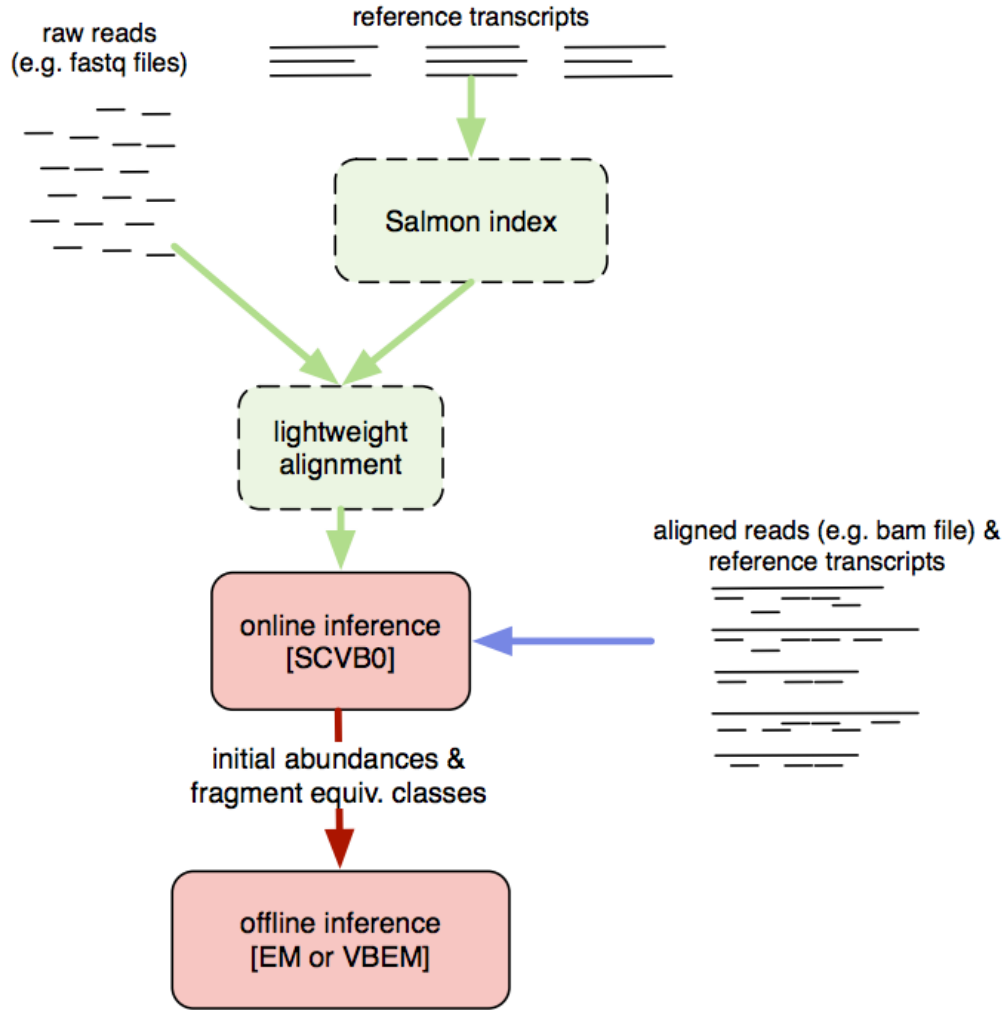 reference transcripts
raw reads
(e.g. fastq files)
Salmon index
lightweight
alignment
aligned reads (e.g. bam file) &
reference transcripts
online inference
[SCVB0]
initial abundances &
fragment equiv. classes
offline inference
[EM or VBEM]